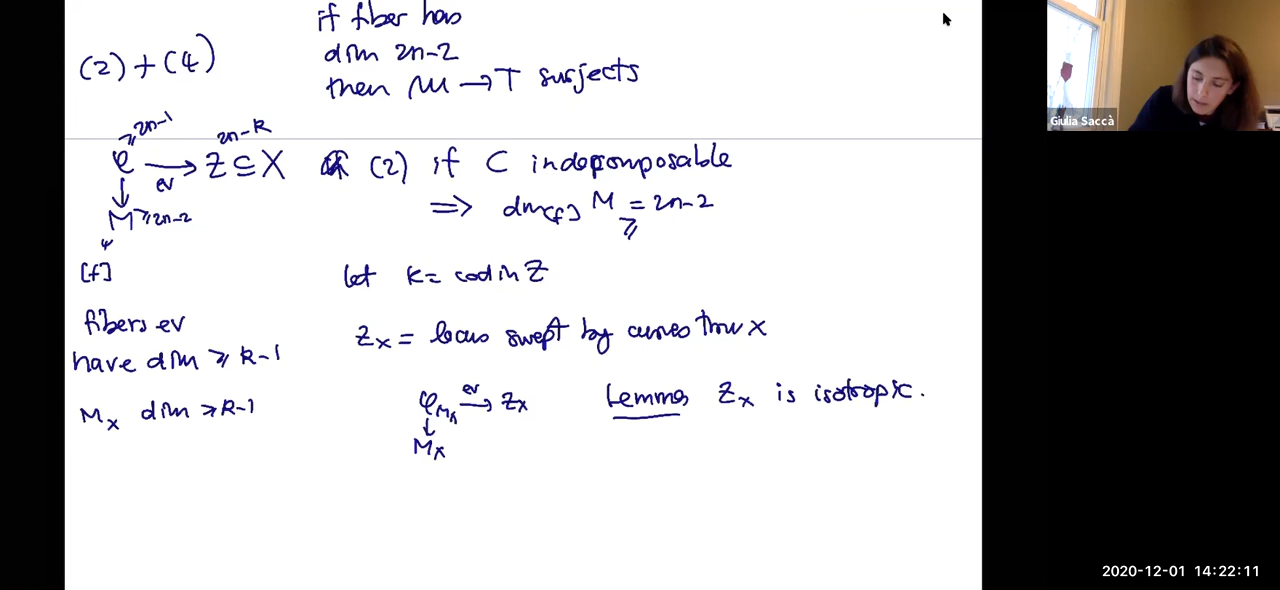 if fiber has
dim 2n-2
then M → T surjects
(2) + (4)
⩾ 2n-1
2n-k
C → Z ⊆ X
ev
↓
M ⩾ 2n-2
ψ
[f]
(2) if C indecomposable
⟹ dim[f] M = 2n-2
⩾
let k = codim Z
fibers ev
have dim ⩾ k-1
Mx dim ⩾ k-1
Zx = locus swept by curves thru x
CMx → Zx
ev
↓
Mx
Lemma Zx is isotropic.
Giulia Saccà
2020-12-01 14:22:11